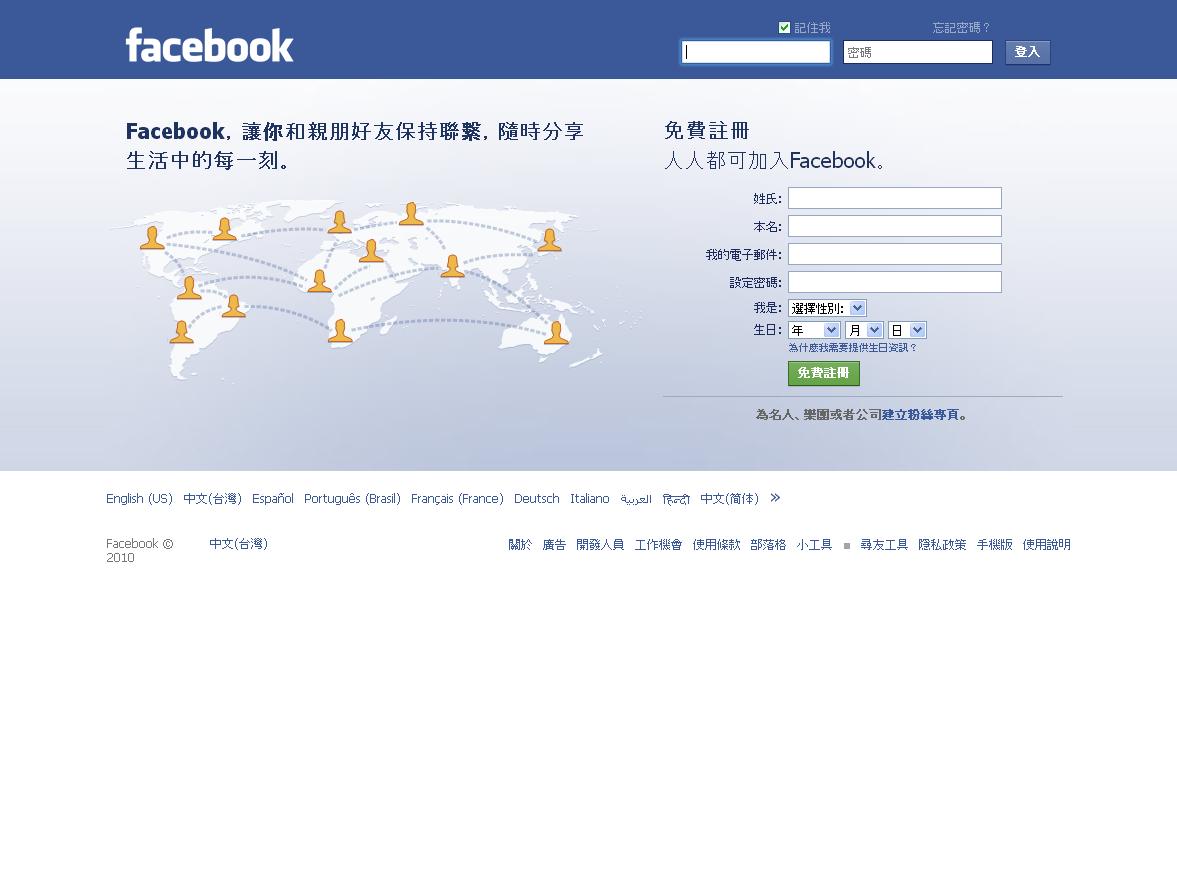 facebook
記住我
忘記密碼？
密碼
登入
Facebook，讓你和親朋好友保持聯繫，隨時分享
生活中的每一刻。
免費註冊
人人都可加入Facebook。
姓氏:
本名:
我的電子郵件:
設定密碼:
我是: 選擇性別:
生日: 年 月 日
為什麼我需要提供生日資訊？
免費註冊
為名人、樂團或者公司建立粉絲專頁。
English (US) 中文(台灣) Español Português (Brasil) Français (France) Deutsch Italiano العربية हिन्दी 中文(简体) »
Facebook ©
2010
中文(台灣)
關於 廣告 開發人員 工作機會 使用條款 部落格 小工具 ■ 尋友工具 隱私政策 手機版 使用說明